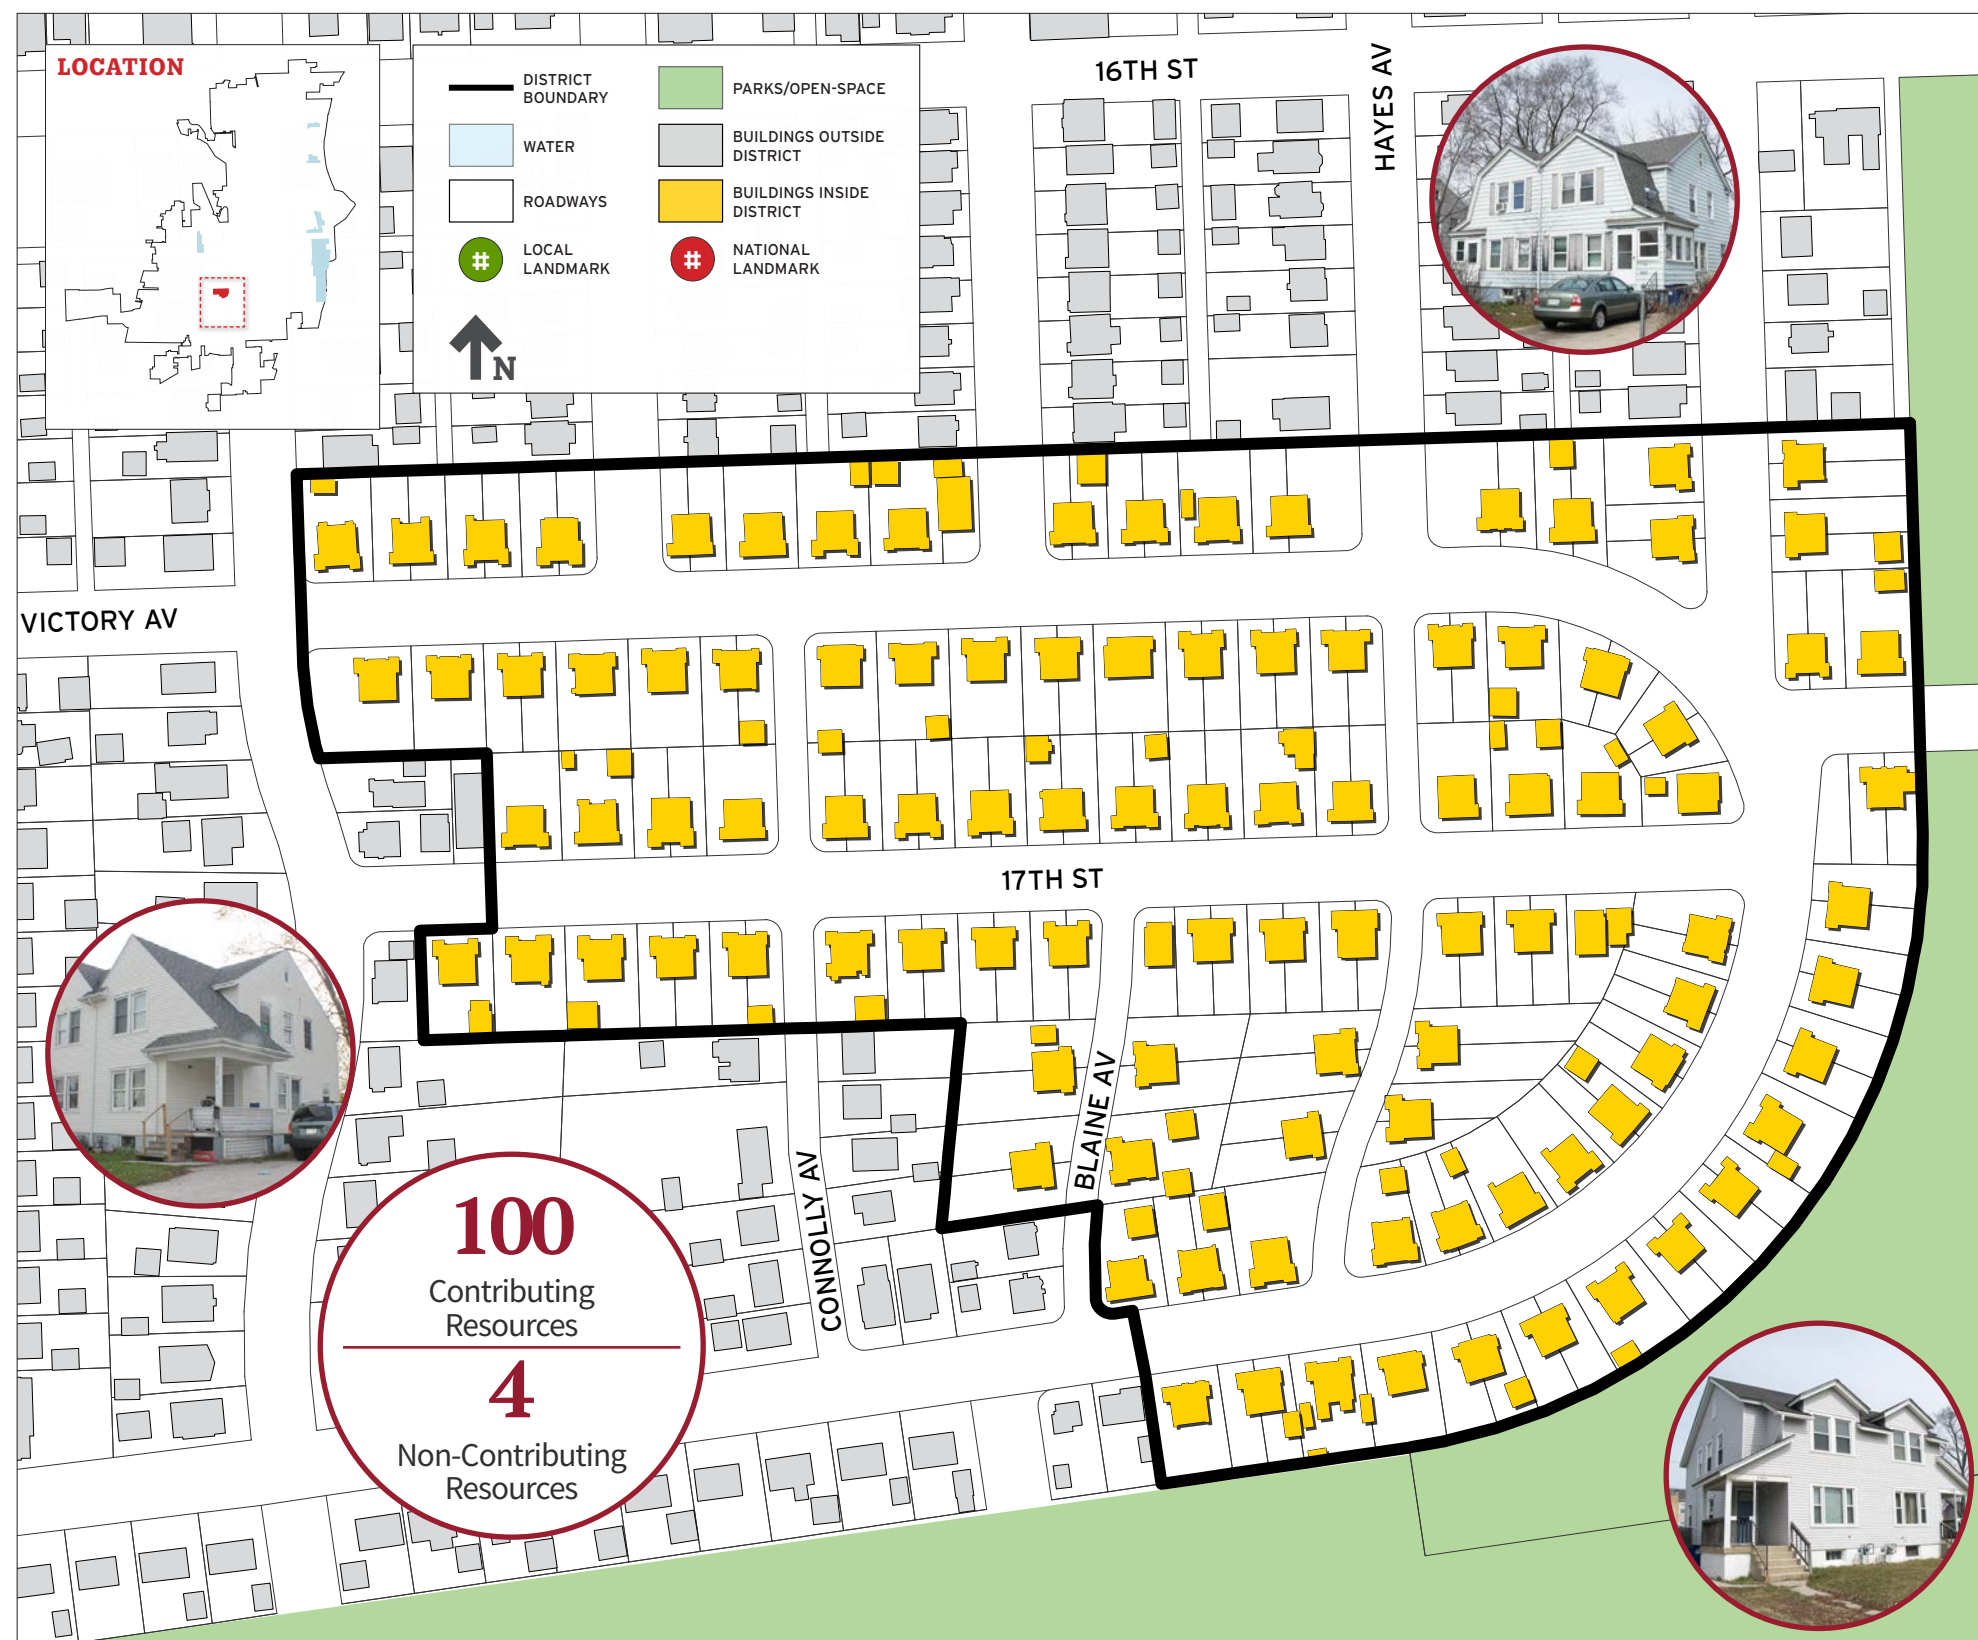 LOCATION
DISTRICT
BOUNDARY
WATER
ROADWAYS
LOCAL
LANDMARK
#
PARKS/OPEN-SPACE
BUILDINGS OUTSIDE
DISTRICT
BUILDINGS INSIDE
DISTRICT
NATIONAL
LANDMARK
#
N
16TH ST
HAYES AV
VICTORY AV
17TH ST
BLAINE AV
CONNOLLY AV
100
Contributing
Resources
4
Non-Contributing
Resources